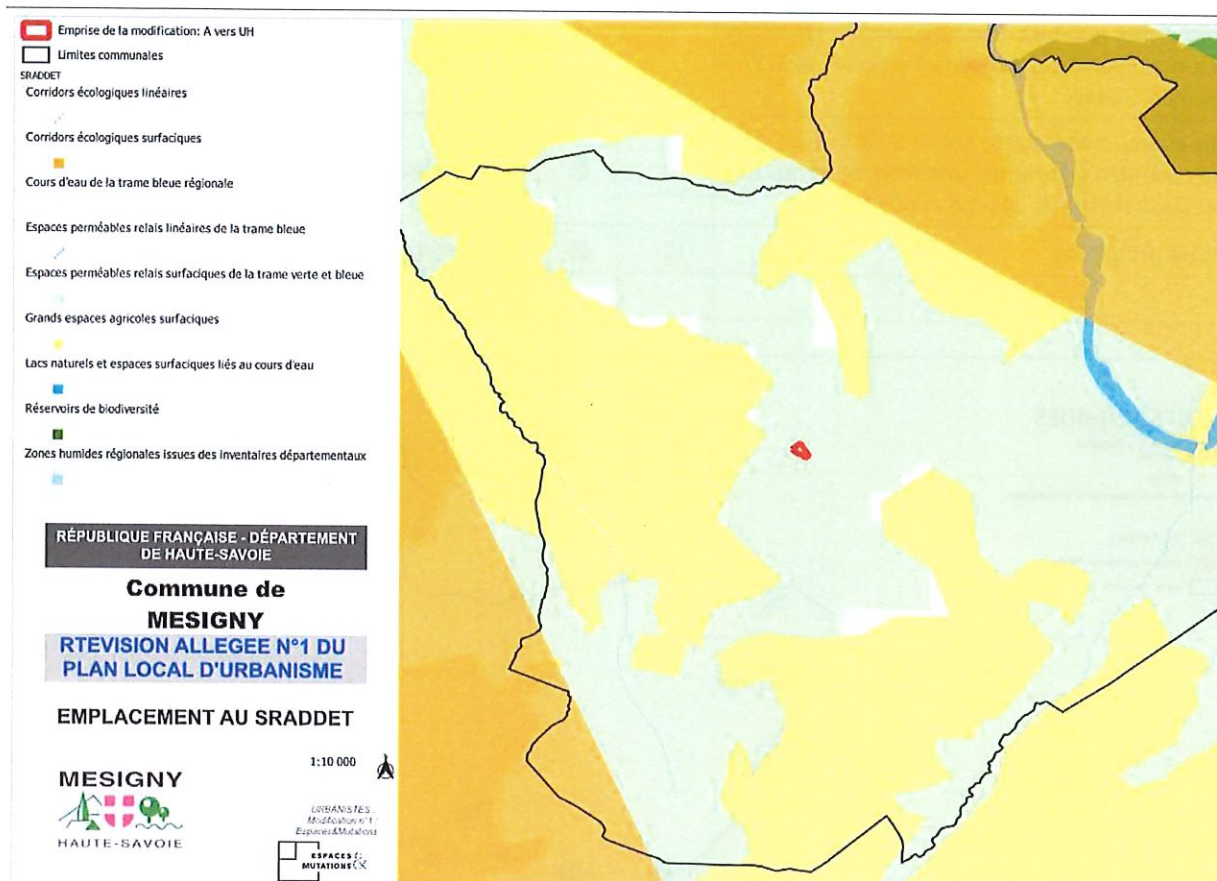 Emprise de la modification: A vers UH
Limites communales
SRADDET
Corridors écologiques linéaires
Corridors écologiques surfaciques
Cours d'eau de la trame bleue régionale
Espaces perméables relais linéaires de la trame bleue
Espaces perméables relais surfaciques de la trame verte et bleue
Grands espaces agricoles surfaciques
Lacs naturels et espaces surfaciques liés au cours d'eau
Réservoirs de biodiversité
Zones humides régionales issues des inventaires départementaux
RÉPUBLIQUE FRANÇAISE - DÉPARTEMENT
DE HAUTE-SAVOIE
Commune de
MESIGNY
RTEVISION ALLEGEE N°1 DU
PLAN LOCAL D'URBANISME
EMPLACEMENT AU SRADDET
1:10 000
MESIGNY
HAUTE-SAVOIE
URBANISTES :
Modification n°1 :
Espaces&Mutations
ESPACES &
MUTATIONS